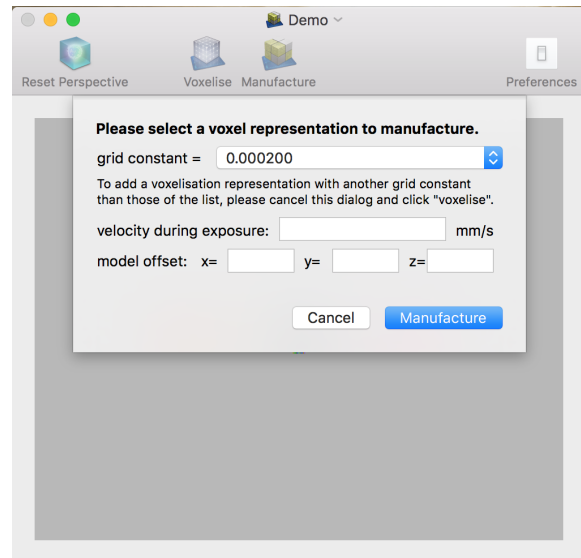 Demo
Reset Perspective Voxelise Manufacture Preferences
Please select a voxel representation to manufacture.
grid constant = 0.000200
To add a voxelisation representation with another grid constant
than those of the list, please cancel this dialog and click "voxelise".
velocity during exposure: mm/s
model offset: x= y= z=
Cancel Manufacture